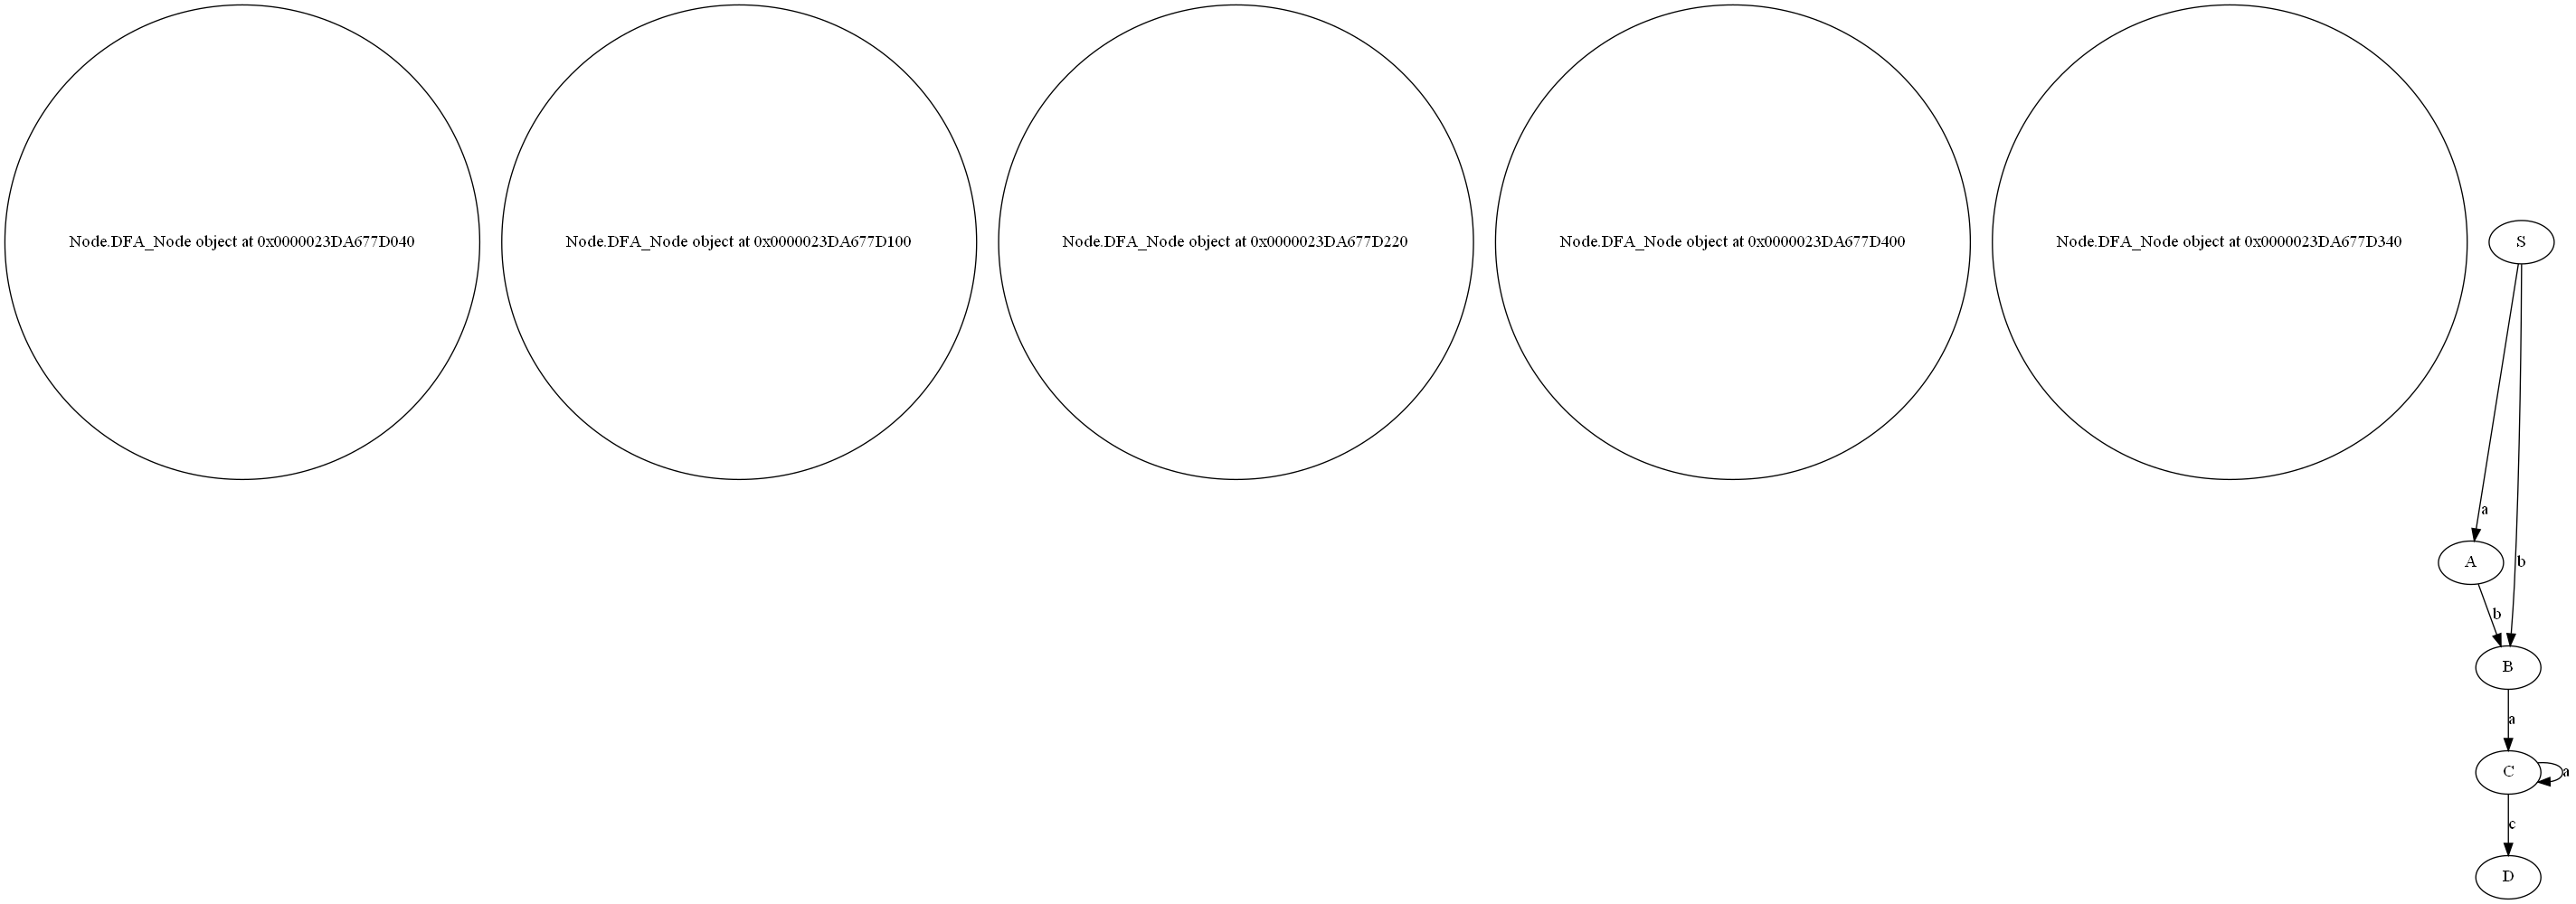 Node.DFA_Node object at 0x0000023DA677D040
Node.DFA_Node object at 0x0000023DA677D100
Node.DFA_Node object at 0x0000023DA677D220
Node.DFA_Node object at 0x0000023DA677D400
Node.DFA_Node object at 0x0000023DA677D340
S
a
A
b
b
B
a
C
a
c
D